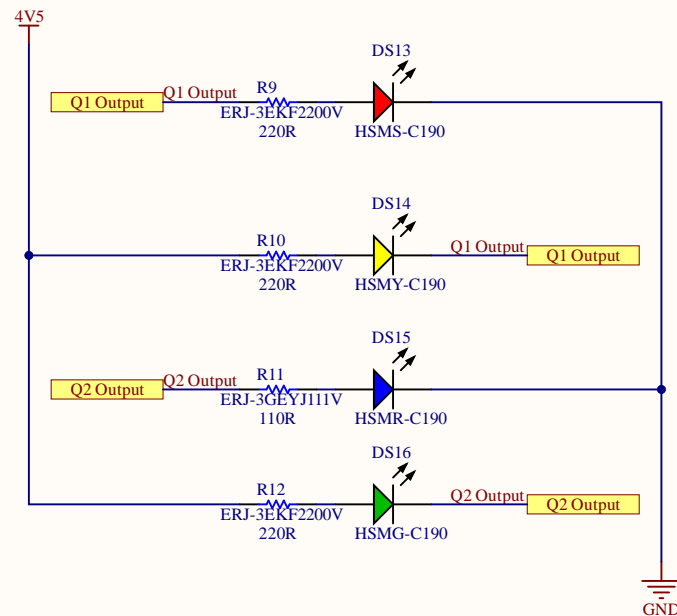 4V5
DS13
Q1 Output
Q1 Output
R9
ERJ-3EKF2200V
220R
HSMS-C190
DS14
R10
ERJ-3EKF2200V
220R
HSMY-C190
Q1 Output
Q1 Output
DS15
Q2 Output
Q2 Output
R11
ERJ-3GEYJ111V
110R
HSMR-C190
DS16
R12
ERJ-3EKF2200V
220R
HSMG-C190
Q2 Output
Q2 Output
GND